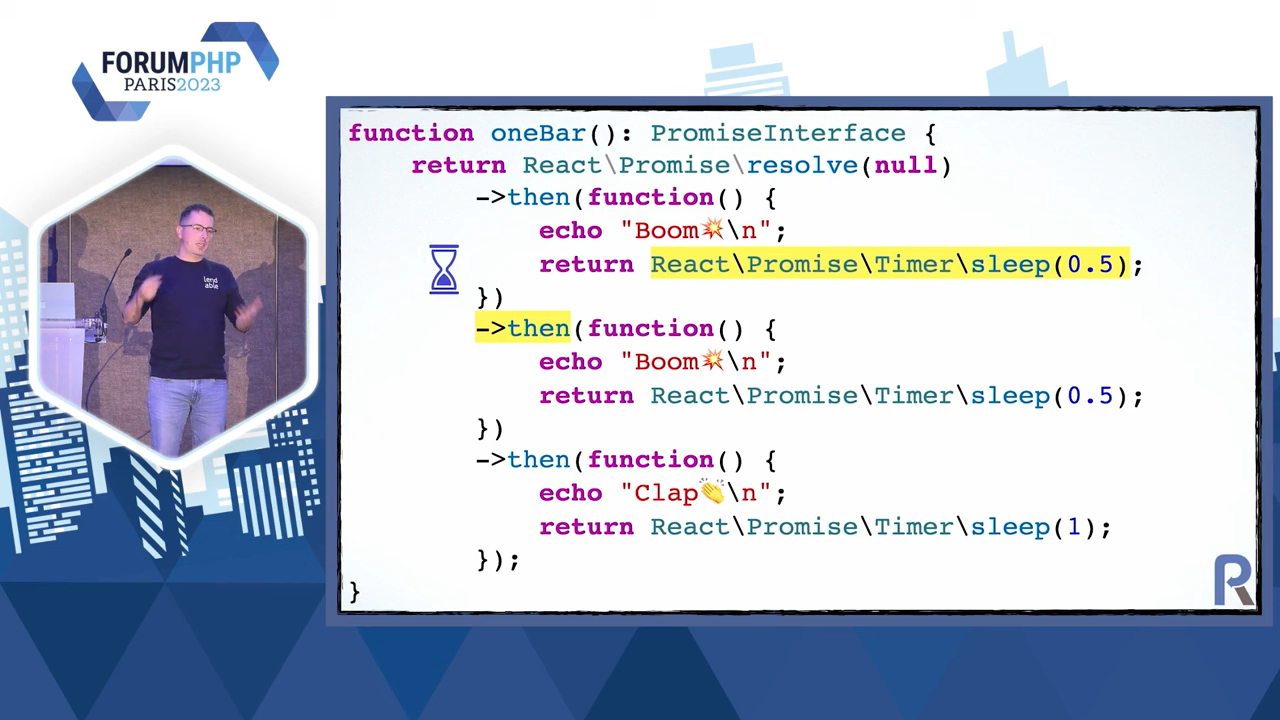 FORUMPHP
PARIS2023
lend
able
function oneBar(): PromiseInterface {
    return React\Promise\resolve(null)
        ->then(function() {
            echo "Boom💥\n";
            return React\Promise\Timer\sleep(0.5);
        })
        ->then(function() {
            echo "Boom💥\n";
            return React\Promise\Timer\sleep(0.5);
        })
        ->then(function() {
            echo "Clap👏\n";
            return React\Promise\Timer\sleep(1);
        });
}